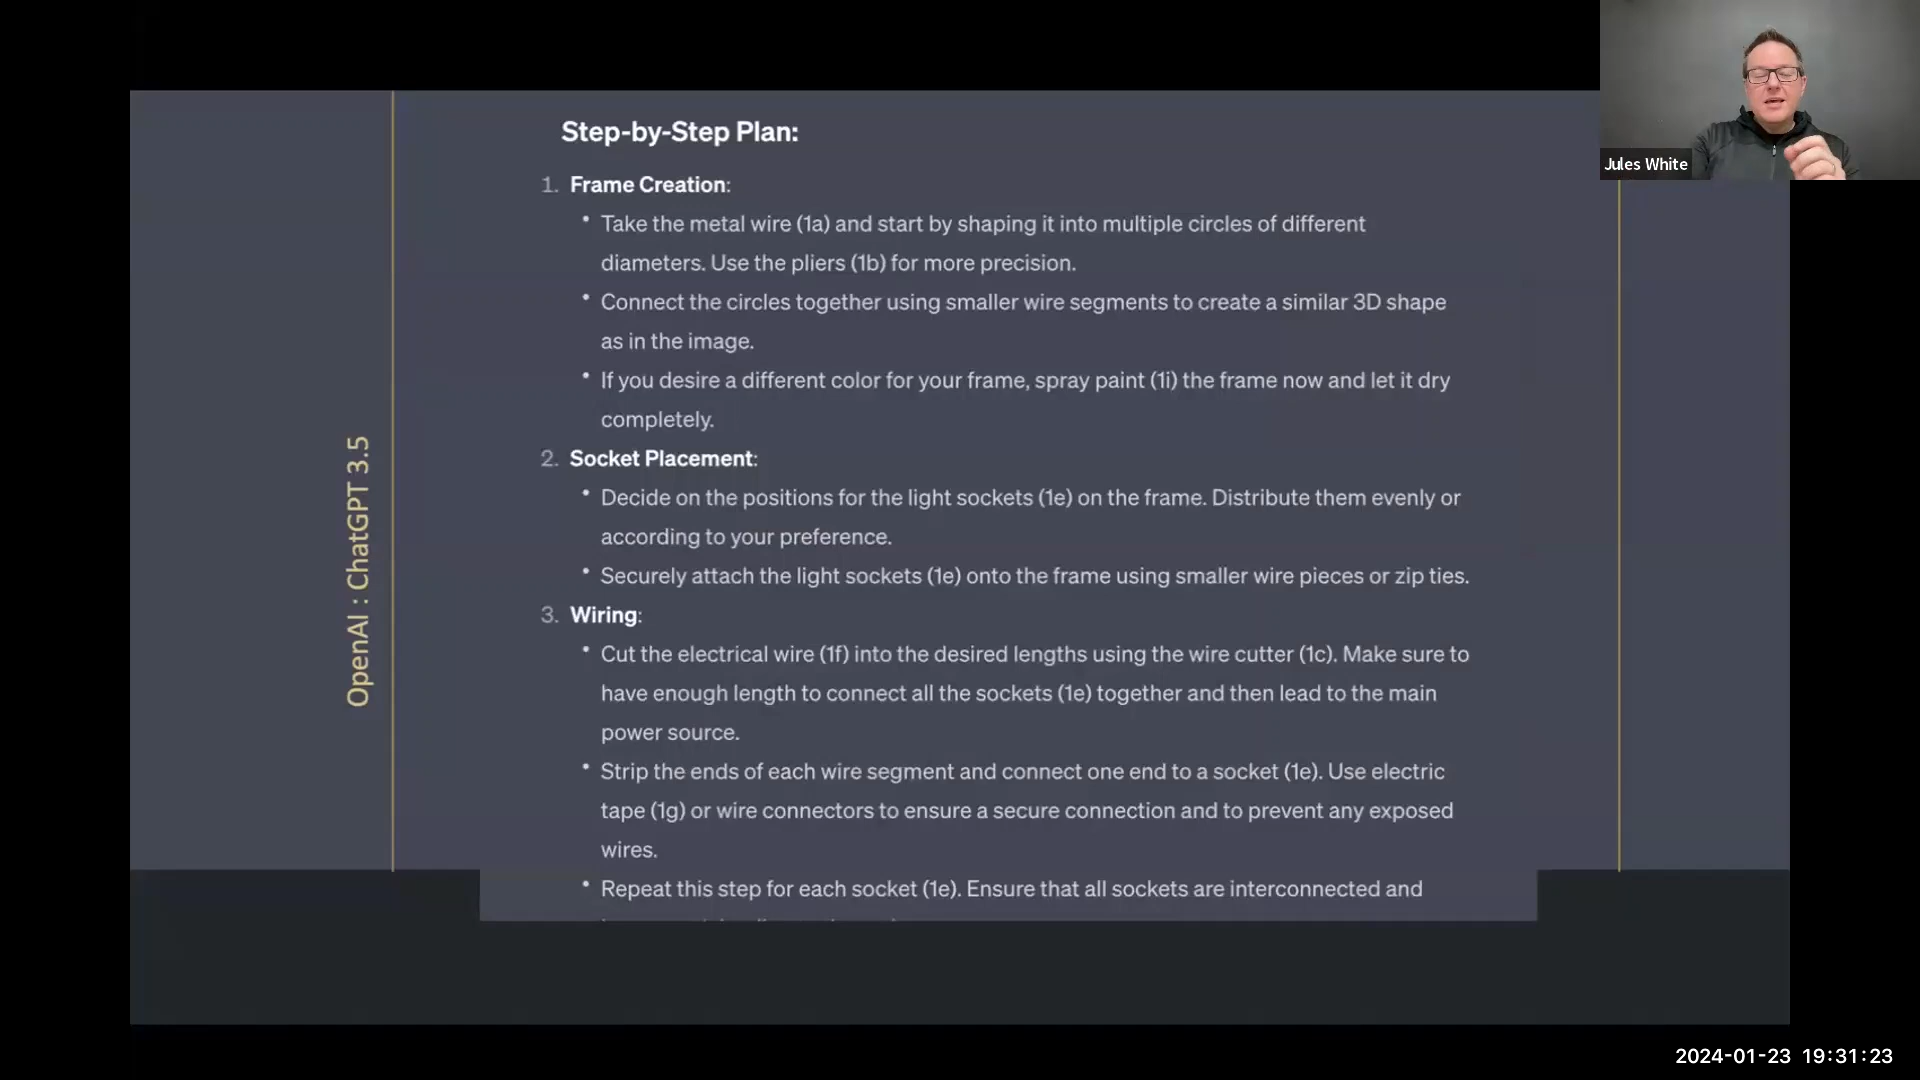 Step-by-Step Plan:
1. Frame Creation:
• Take the metal wire (1a) and start by shaping it into multiple circles of different
diameters. Use the pliers (1b) for more precision.
• Connect the circles together using smaller wire segments to create a similar 3D shape
as in the image.
• If you desire a different color for your frame, spray paint (1i) the frame now and let it dry
completely.
2. Socket Placement:
• Decide on the positions for the light sockets (1e) on the frame. Distribute them evenly or
according to your preference.
• Securely attach the light sockets (1e) onto the frame using smaller wire pieces or zip ties.
3. Wiring:
• Cut the electrical wire (1f) into the desired lengths using the wire cutter (1c). Make sure to
have enough length to connect all the sockets (1e) together and then lead to the main
power source.
• Strip the ends of each wire segment and connect one end to a socket (1e). Use electric
tape (1g) or wire connectors to ensure a secure connection and to prevent any exposed
wires.
• Repeat this step for each socket (1e). Ensure that all sockets are interconnected and
OpenAI : ChatGPT 3.5
Jules White
2024-01-23 19:31:23